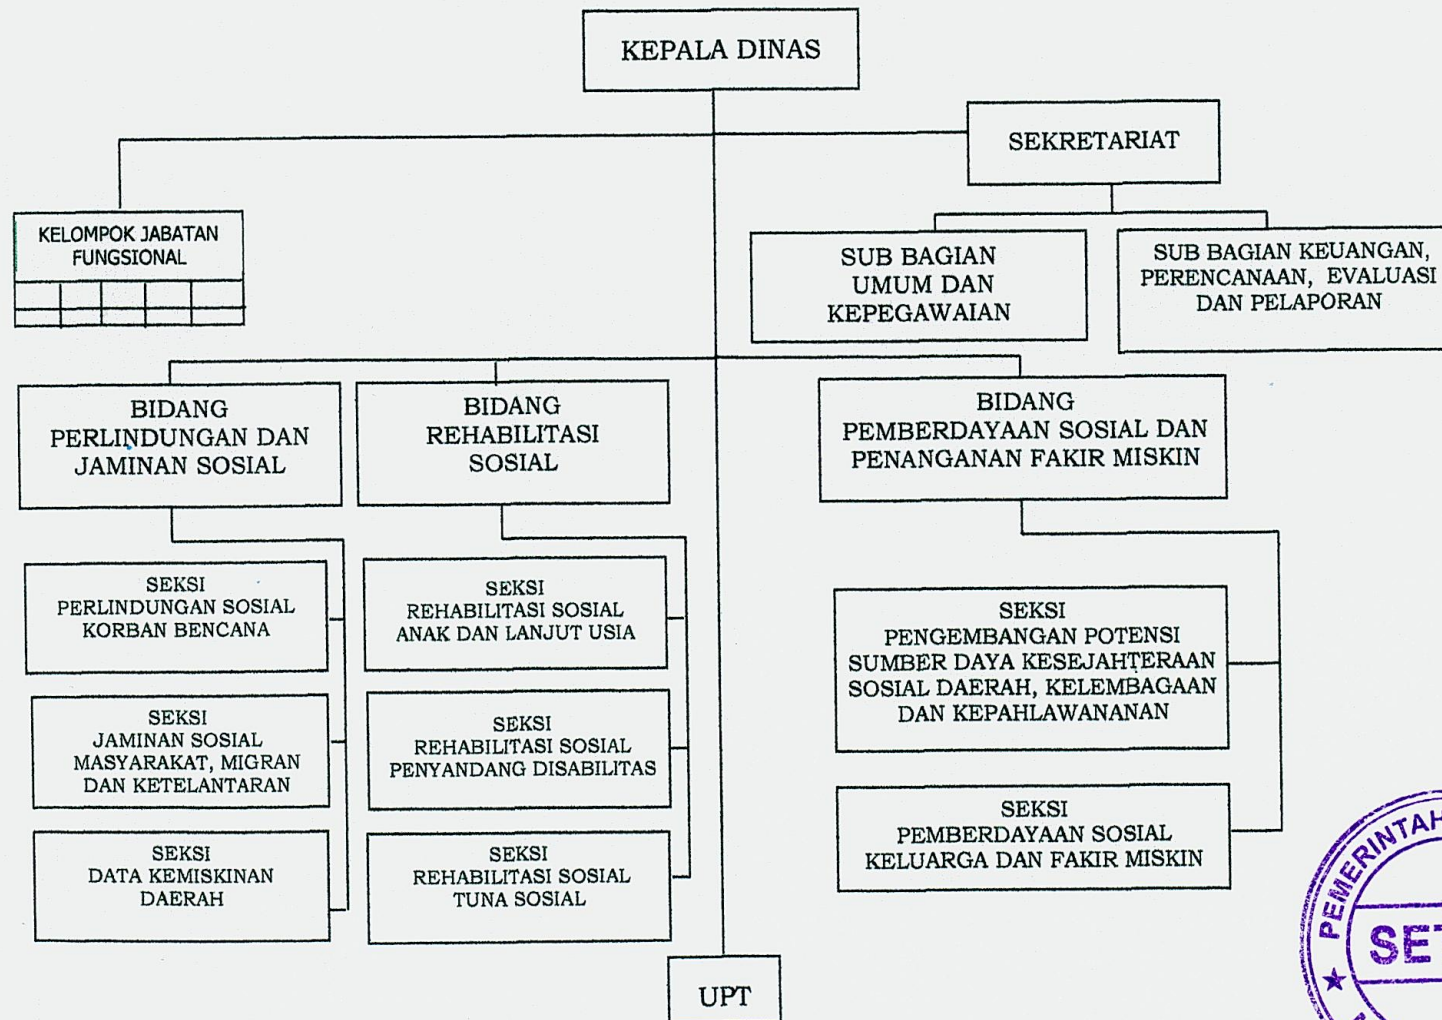 KEPALA DINAS
SEKRETARIAT
KELOMPOK JABATAN
FUNGSIONAL
SUB BAGIAN
UMUM DAN
KEPEGAWAIAN
SUB BAGIAN KEUANGAN,
PERENCANAAN, EVALUASI
DAN PELAPORAN
BIDANG
PERLINDUNGAN DAN
JAMINAN SOSIAL
BIDANG
REHABILITASI
SOSIAL
BIDANG
PEMBERDAYAAN SOSIAL DAN
PENANGANAN FAKIR MISKIN
SEKSI
PERLINDUNGAN SOSIAL
KORBAN BENCANA
SEKSI
REHABILITASI SOSIAL
ANAK DAN LANJUT USIA
SEKSI
PENGEMBANGAN POTENSI
SUMBER DAYA KESEJAHTERAAN
SOSIAL DAERAH, KELEMBAGAAN
DAN KEPAHLAWANANAN
SEKSI
JAMINAN SOSIAL
MASYARAKAT, MIGRAN
DAN KETELANTARAN
SEKSI
REHABILITASI SOSIAL
PENYANDANG DISABILITAS
SEKSI
PEMBERDAYAAN SOSIAL
KELUARGA DAN FAKIR MISKIN
SEKSI
DATA KEMISKINAN
DAERAH
SEKSI
REHABILITASI SOSIAL
TUNA SOSIAL
UPT
PEMERINTAH
SET